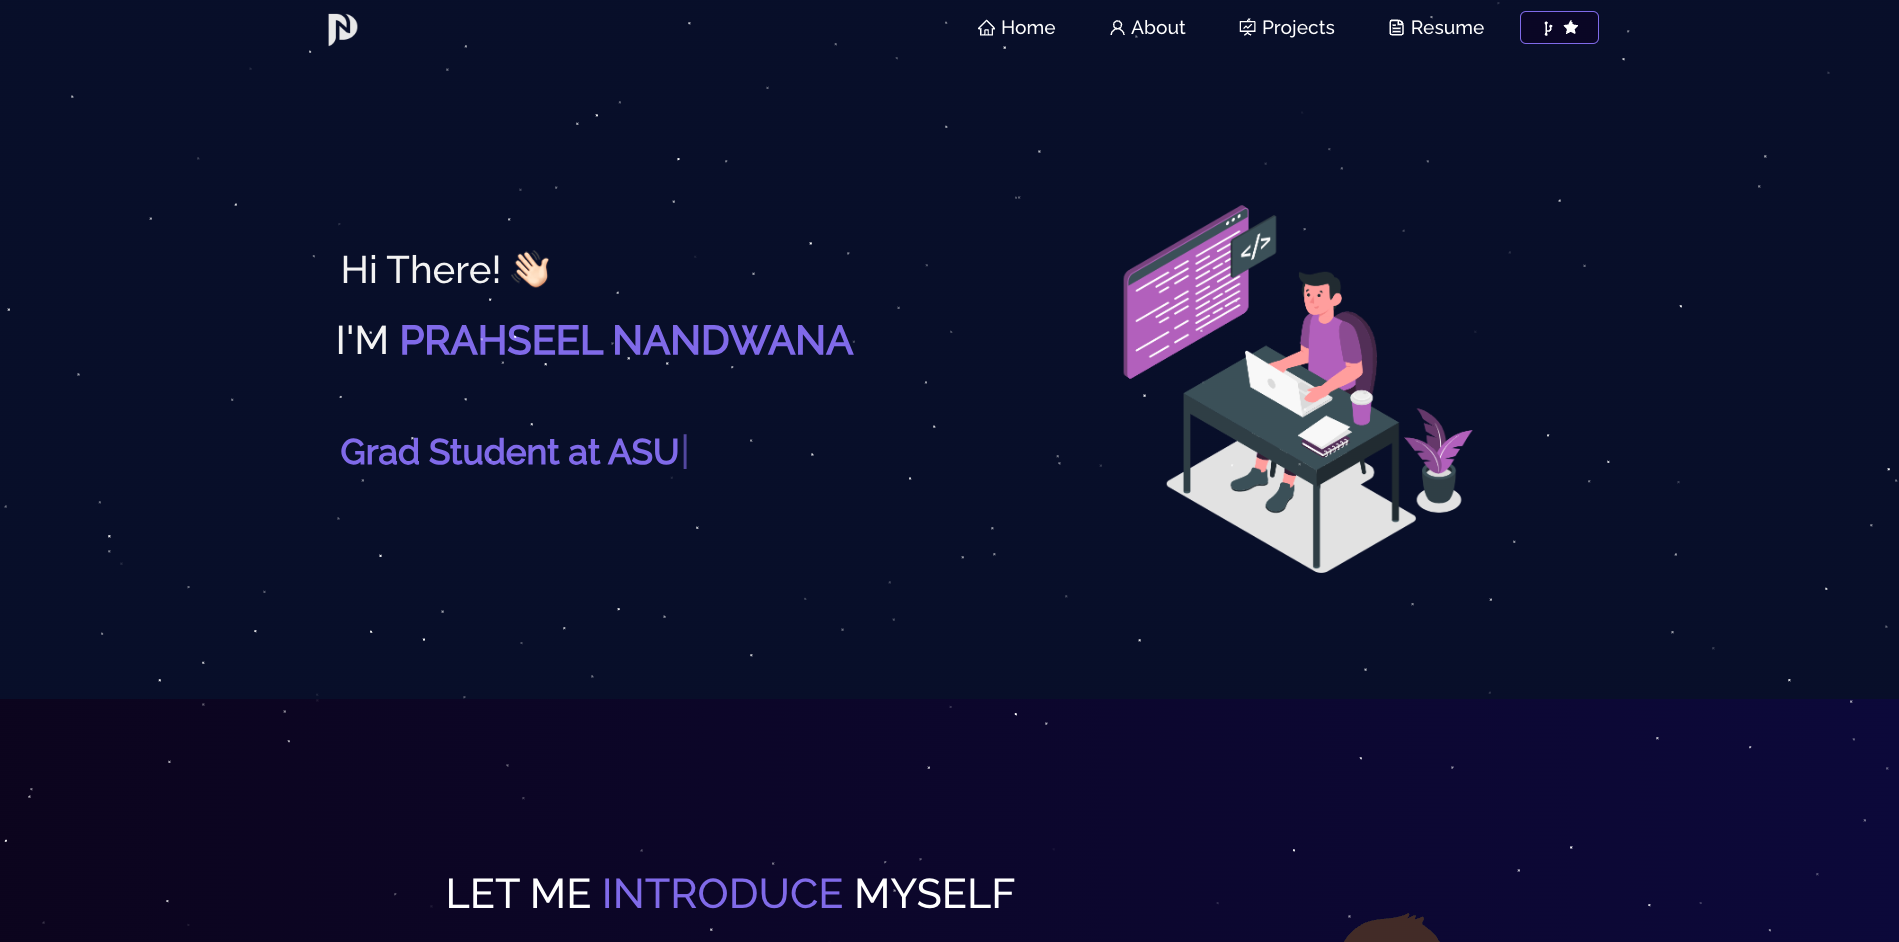 Home About Projects Resume
</>
Hi There! 👋🏻
I'M PRAHSEEL NANDWANA
Grad Student at ASU
LET ME INTRODUCE MYSELF